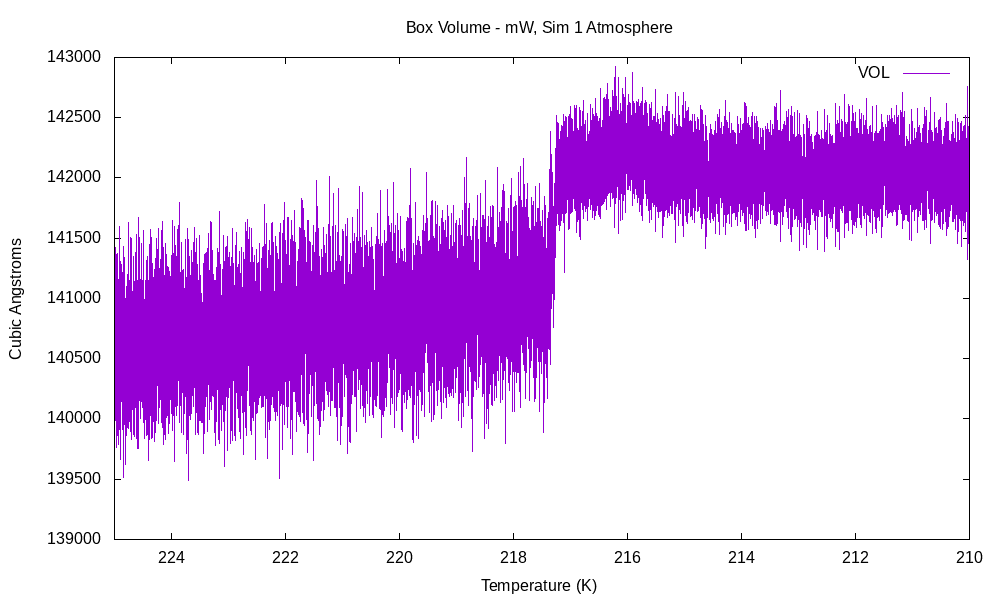 Box Volume - mW, Sim 1 Atmosphere
VOL
143000
142500
142000
141500
141000
140500
140000
139500
139000
Cubic Angstroms
224 222 220 218 216 214 212 210
Temperature (K)